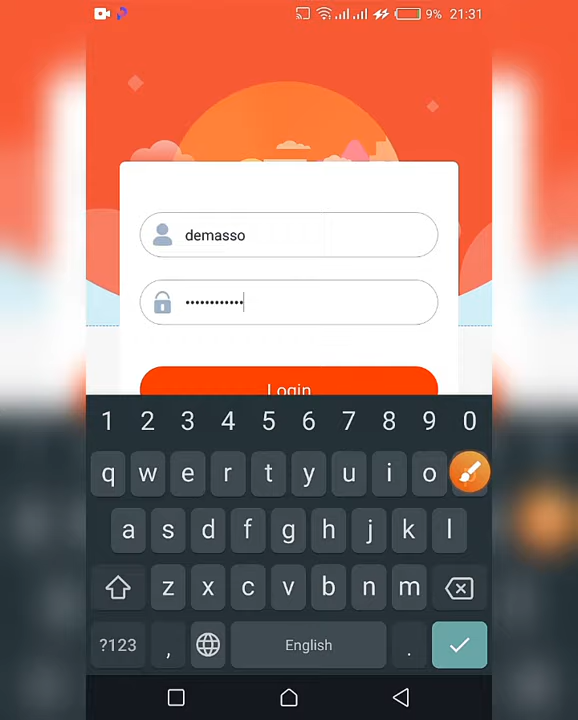 9% 21:31
demasso
••••••••••••
Login
1 2 3 4 5 6 7 8 9 0
q w e r t y u i o
a s d f g h j k l
z x c v b n m
?123 , English .